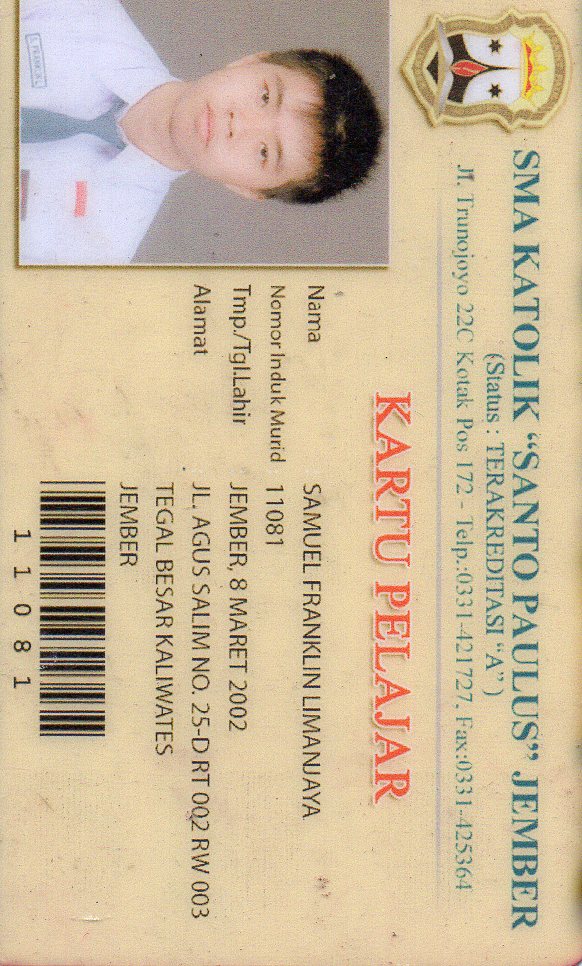 SMA KATOLIK “SANTO PAULUS” JEMBER
(Status : TERAKREDITASI “A” )
Jl. Trunojoyo 22C Kotak Pos 172 - Telp.:0331-421727, Fax:0331-425364
KARTU PELAJAR
Nama SAMUEL FRANKLIN LIMANJAYA
Nomor Induk Murid 11081
Tmp./Tgl.Lahir JEMBER, 8 MARET 2002
Alamat JL. AGUS SALIM NO. 25-D RT 002 RW 003
TEGAL BESAR KALIWATES
JEMBER
11081